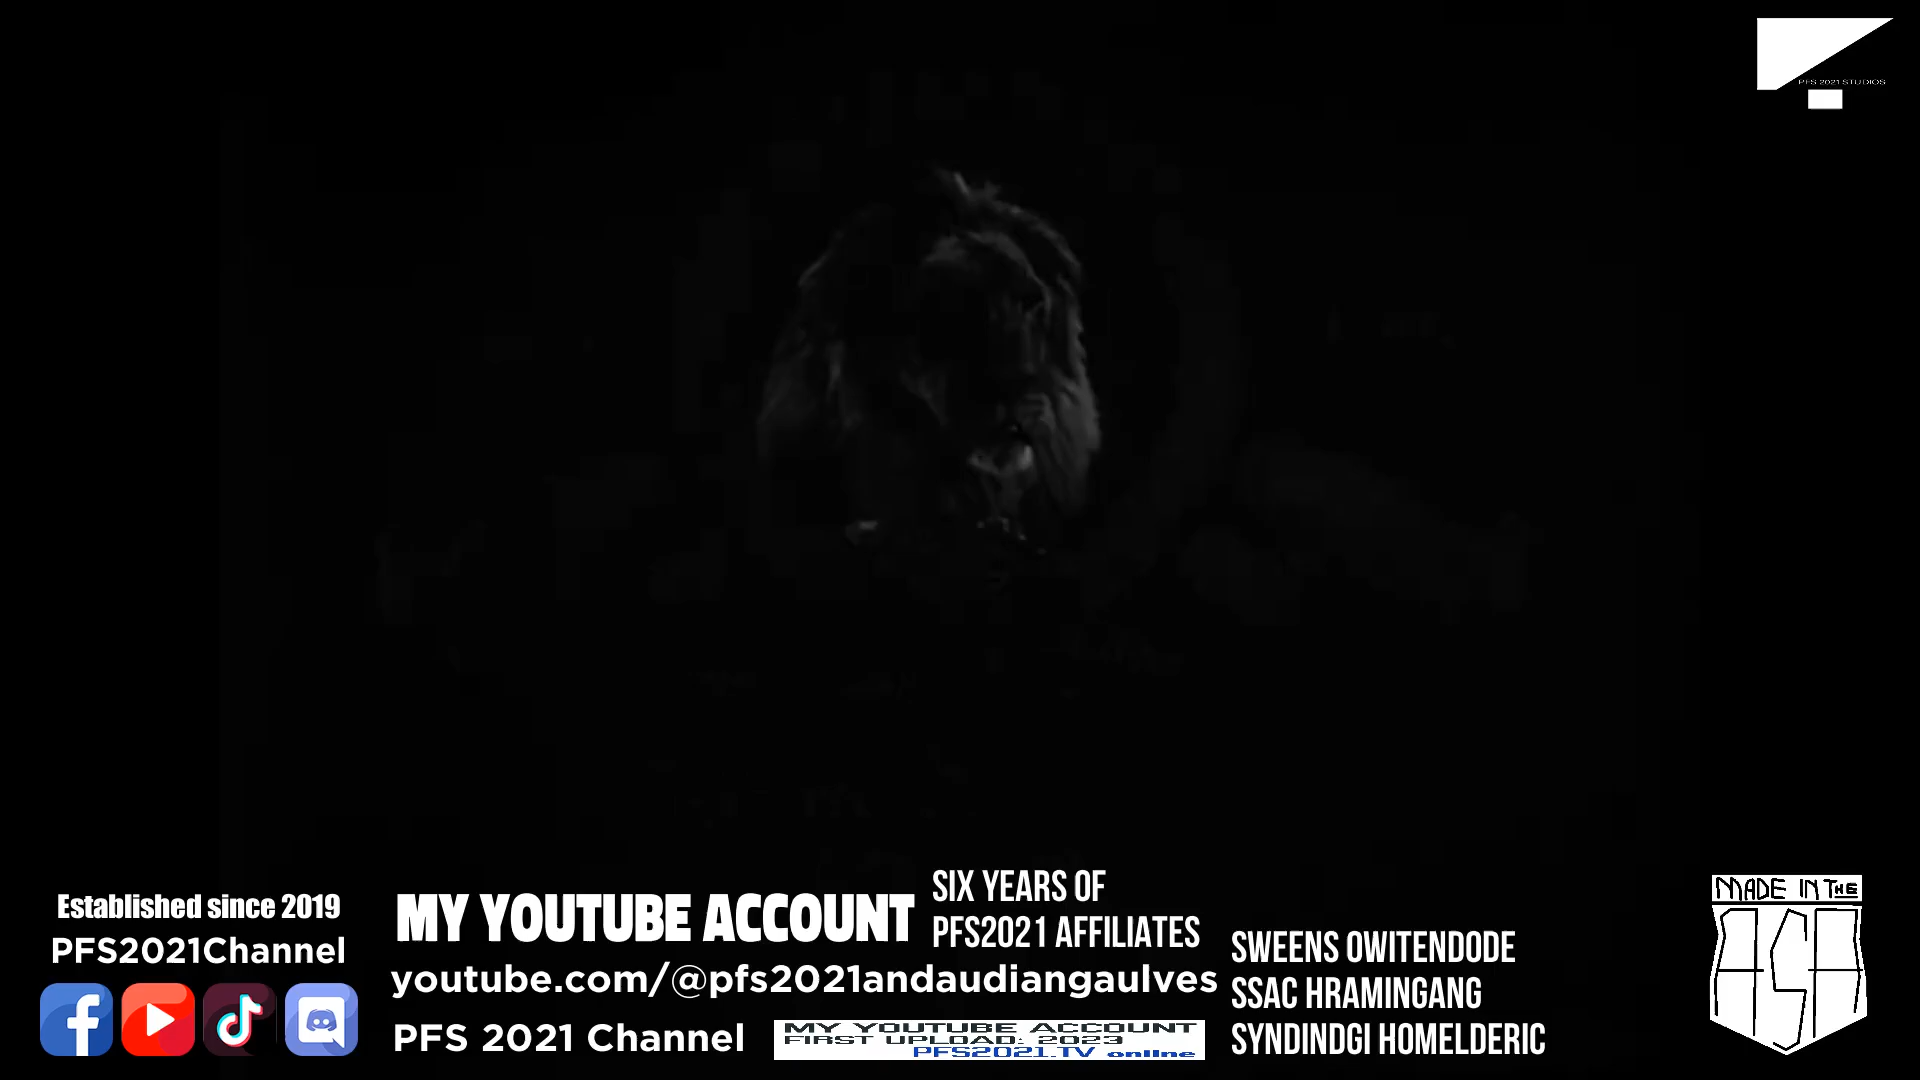 PFS 2021 STUDIOS
Established since 2019
PFS2021Channel
MY YOUTUBE ACCOUNT
SIX YEARS OF
PFS2021 AFFILIATES
youtube.com/@pfs2021andaudiangaulves
PFS 2021 Channel
MY YOUTUBE ACCOUNT
FIRST UPLOAD: 2023
PFS2021.TV online
SWEENS OWITENDODE
SSAC HRAMINGANG
SYNDINDGI HOMELDERIC
MADE IN THE
ASA